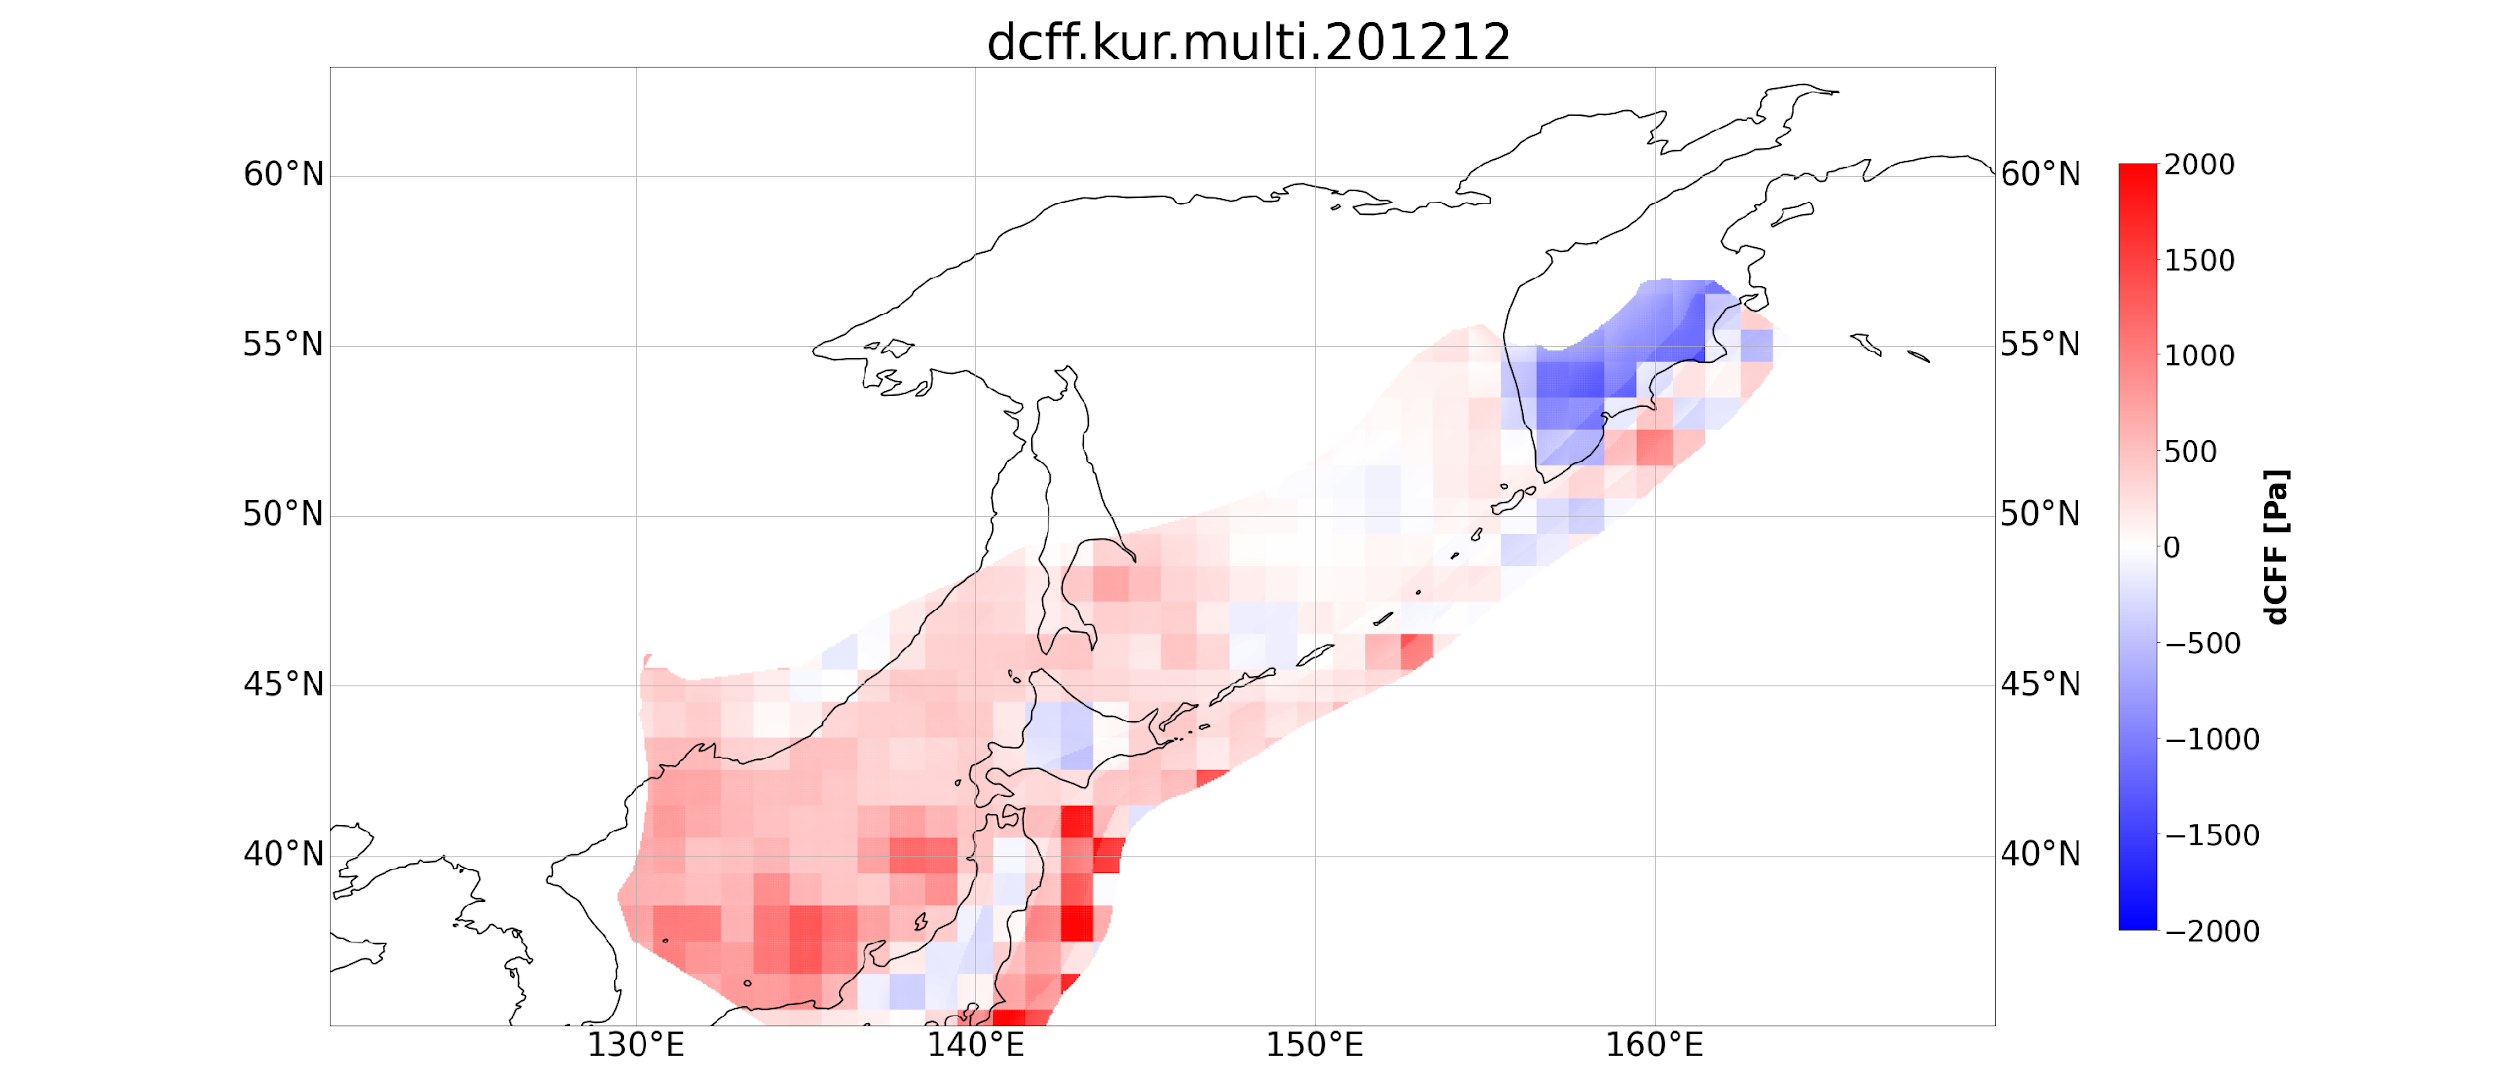 dcff.kur.multi.201212
60°N
60°N
2000
1500
55°N
55°N
1000
500
50°N
50°N
0
dCFF [Pa]
−500
45°N
45°N
−1000
−1500
40°N
40°N
−2000
130°E
140°E
150°E
160°E